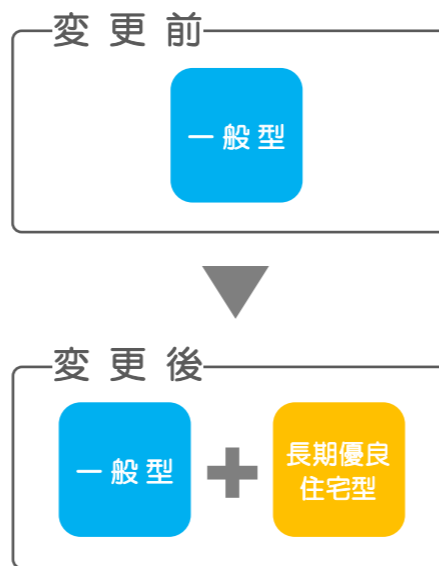 変更前
一般型
変更後
一般型
長期優良
住宅型